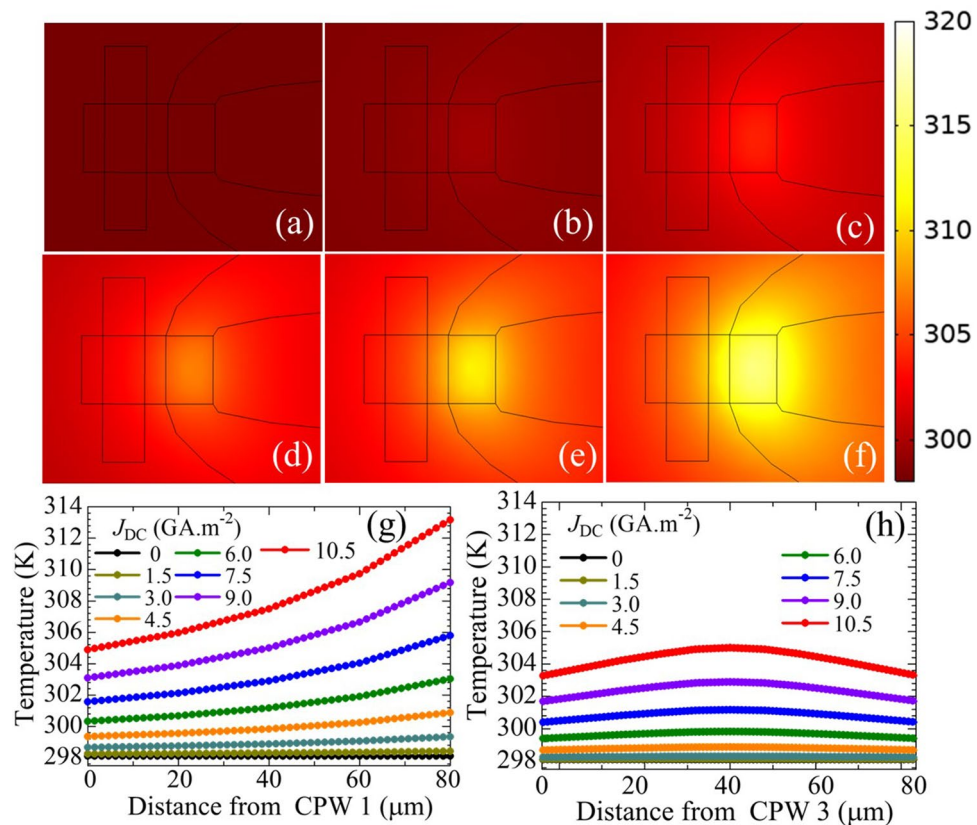 320
315
310
305
300
(a)
(b)
(c)
(d)
(e)
(f)
(g)
J_DC (GA.m⁻²)
0 6.0 10.5
1.5 7.5
3.0 9.0
4.5
314
312
310
308
306
304
302
300
298
Temperature (K)
0 20 40 60 80
Distance from CPW 1 (μm)
(h)
J_DC (GA.m⁻²)
0 6.0
1.5 7.5
3.0 9.0
4.5 10.5
314
312
310
308
306
304
302
300
298
Temperature (K)
0 20 40 60 80
Distance from CPW 3 (μm)